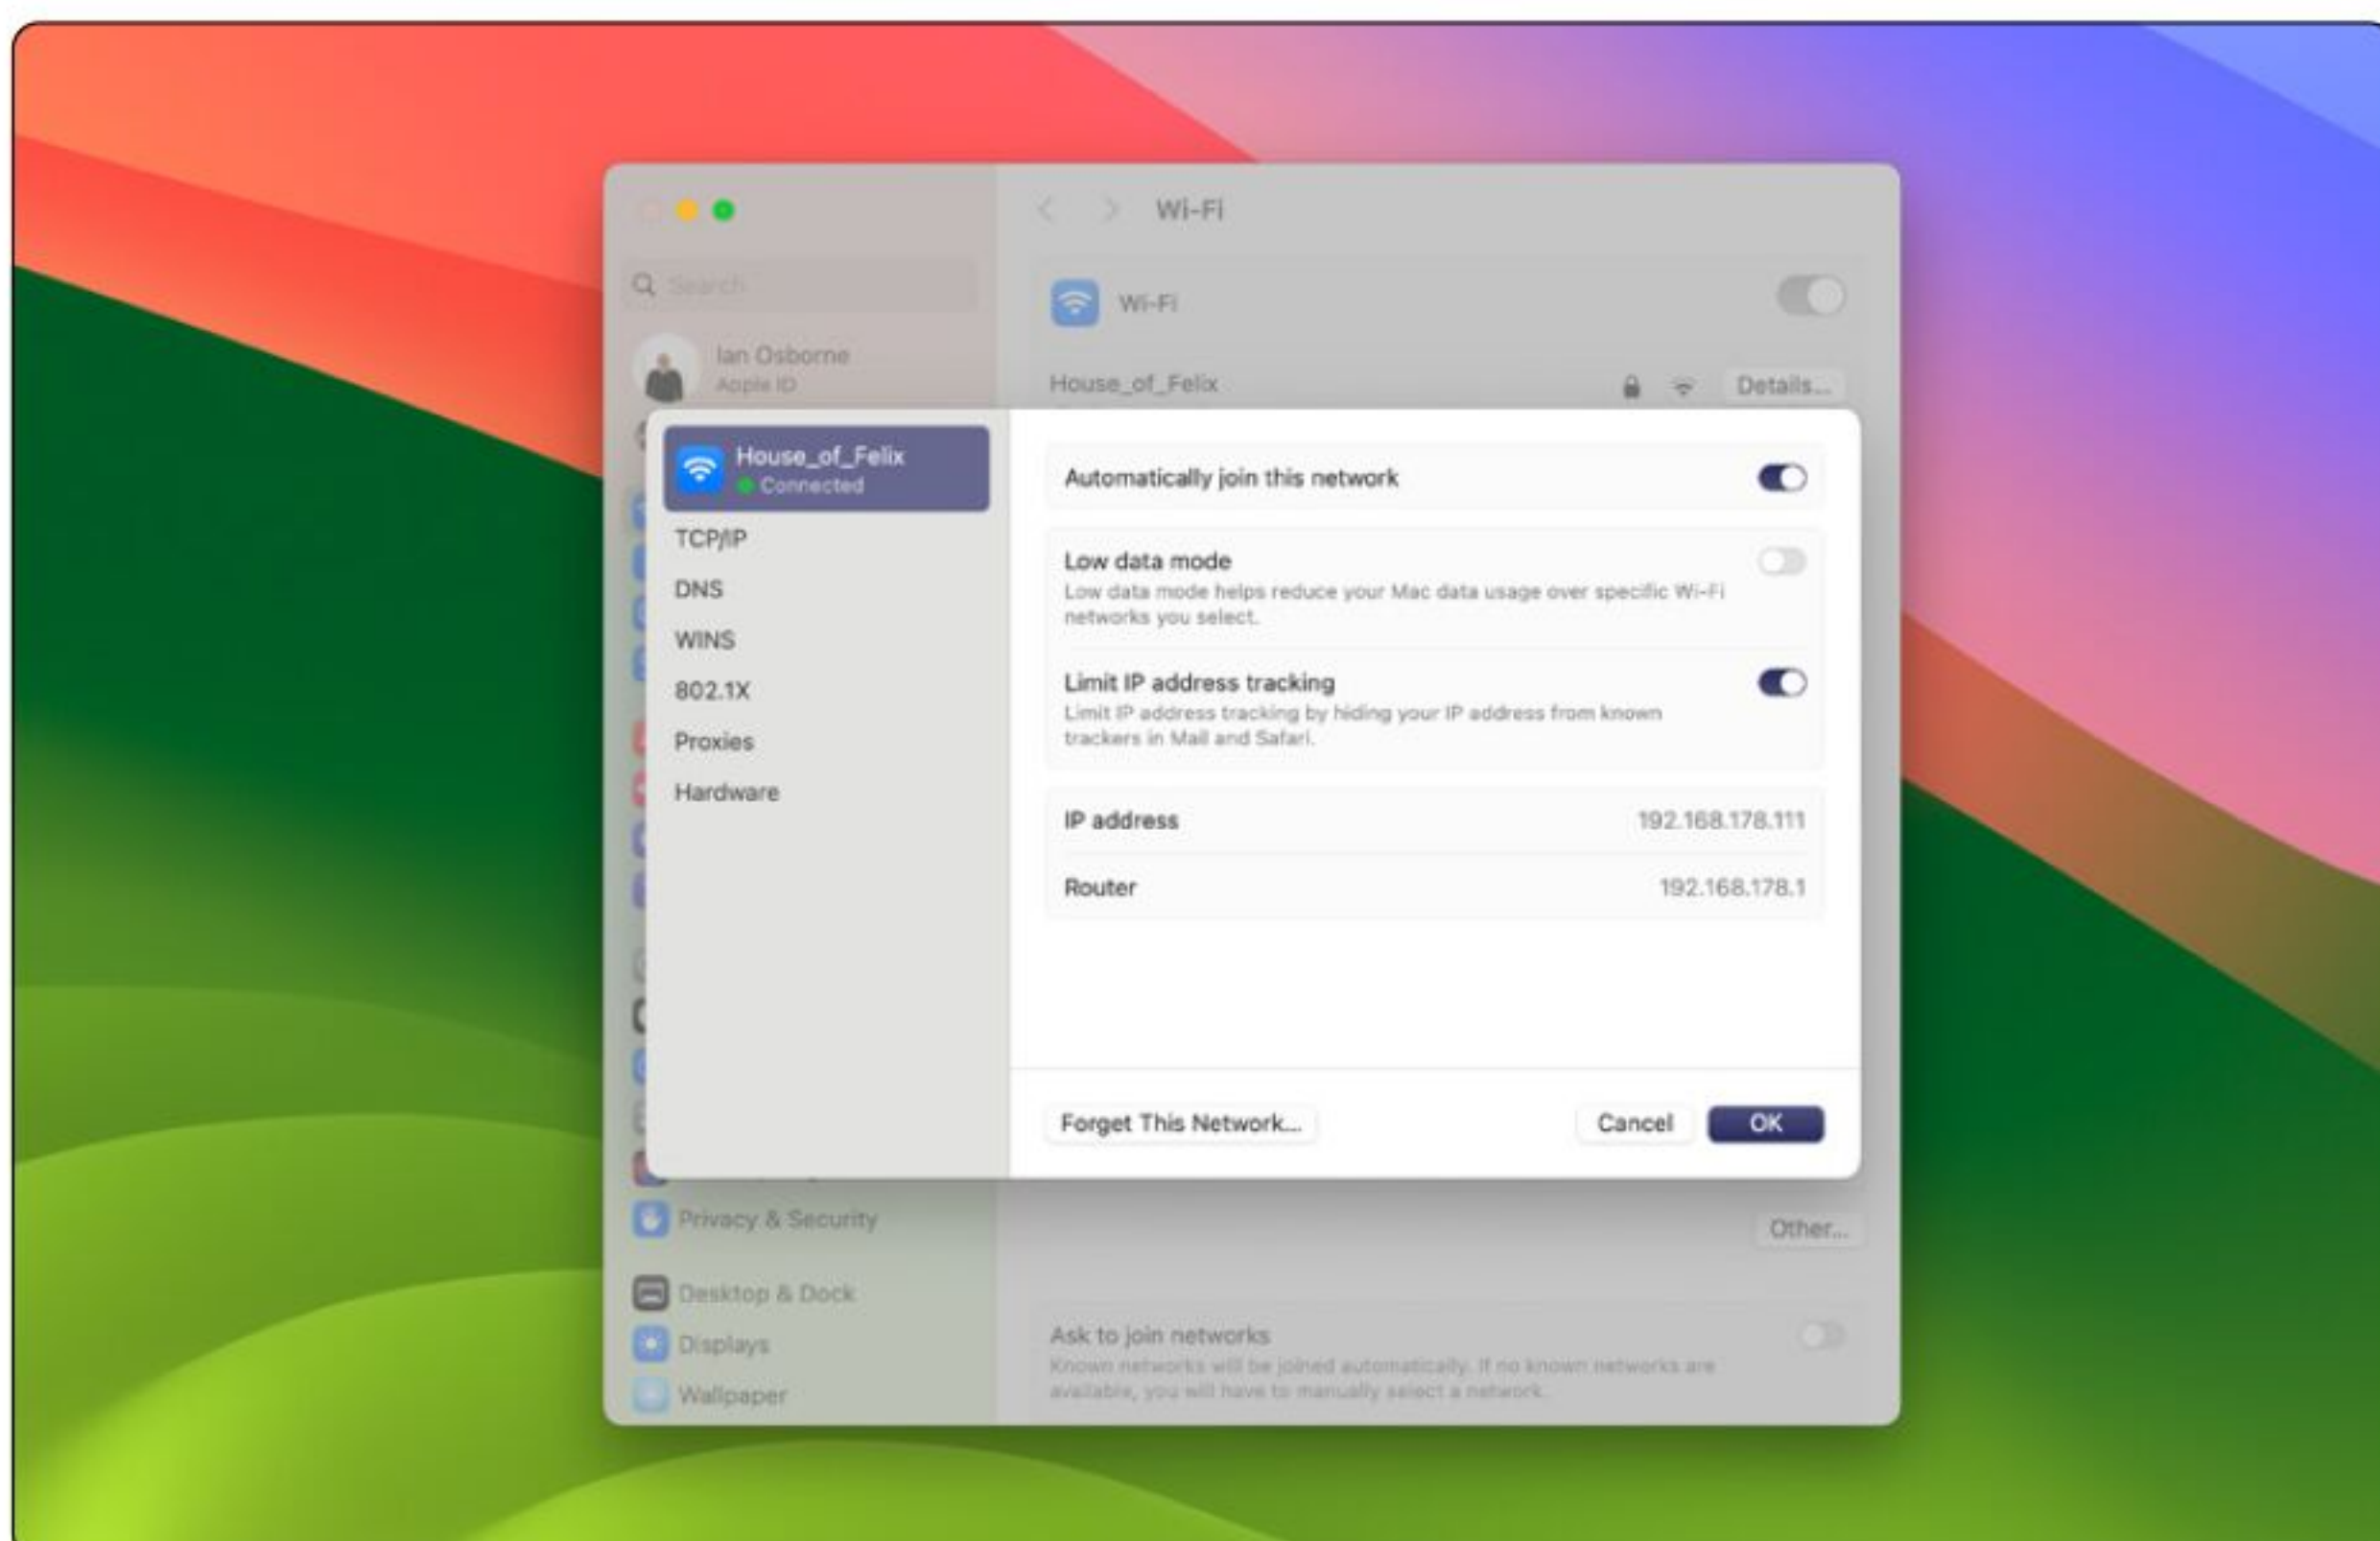 Wi-Fi
Search
Wi-Fi
Ian Osborne
Apple ID
House_of_Felix
Details...
House_of_Felix
Connected
TCP/IP
DNS
WINS
802.1X
Proxies
Hardware
Automatically join this network
Low data mode
Low data mode helps reduce your Mac data usage over specific Wi-Fi
networks you select.
Limit IP address tracking
Limit IP address tracking by hiding your IP address from known
trackers in Mail and Safari.
IP address 192.168.178.111
Router 192.168.178.1
Forget This Network...
Cancel
OK
Privacy & Security
Other...
Desktop & Dock
Displays
Wallpaper
Ask to join networks
Known networks will be joined automatically. If no known networks are
available, you will have to manually select a network.